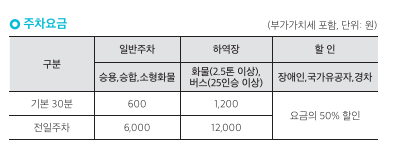 주차요금
(부가가치세 포함, 단위: 원)
구분 일반주차 하역장 할 인
승용,승합,소형화물 화물(2.5톤 이상), 버스(25인승 이상) 장애인,국가유공자,경차
기본 30분 600 1,200 요금의 50% 할인
전일주차 6,000 12,000